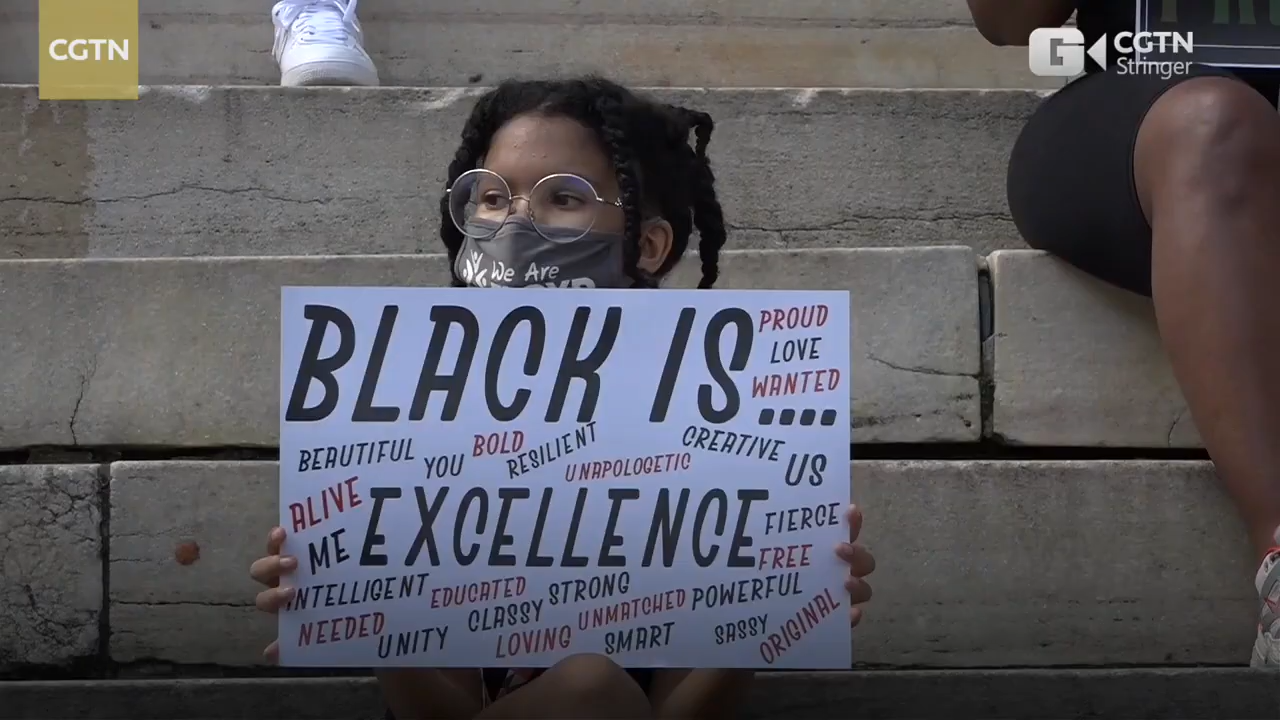 CGTN
CGTN
Stringer
We Are
BLACK IS....
PROUD
LOVE
WANTED
BEAUTIFUL
YOU
BOLD
RESILIENT
UNAPOLOGETIC
CREATIVE
US
ALIVE
ME
EXCELLENCE
FIERCE
FREE
INTELLIGENT
EDUCATED
CLASSY
STRONG
UNMATCHED
POWERFUL
NEEDED
UNITY
LOVING
SMART
SASSY
ORIGINAL